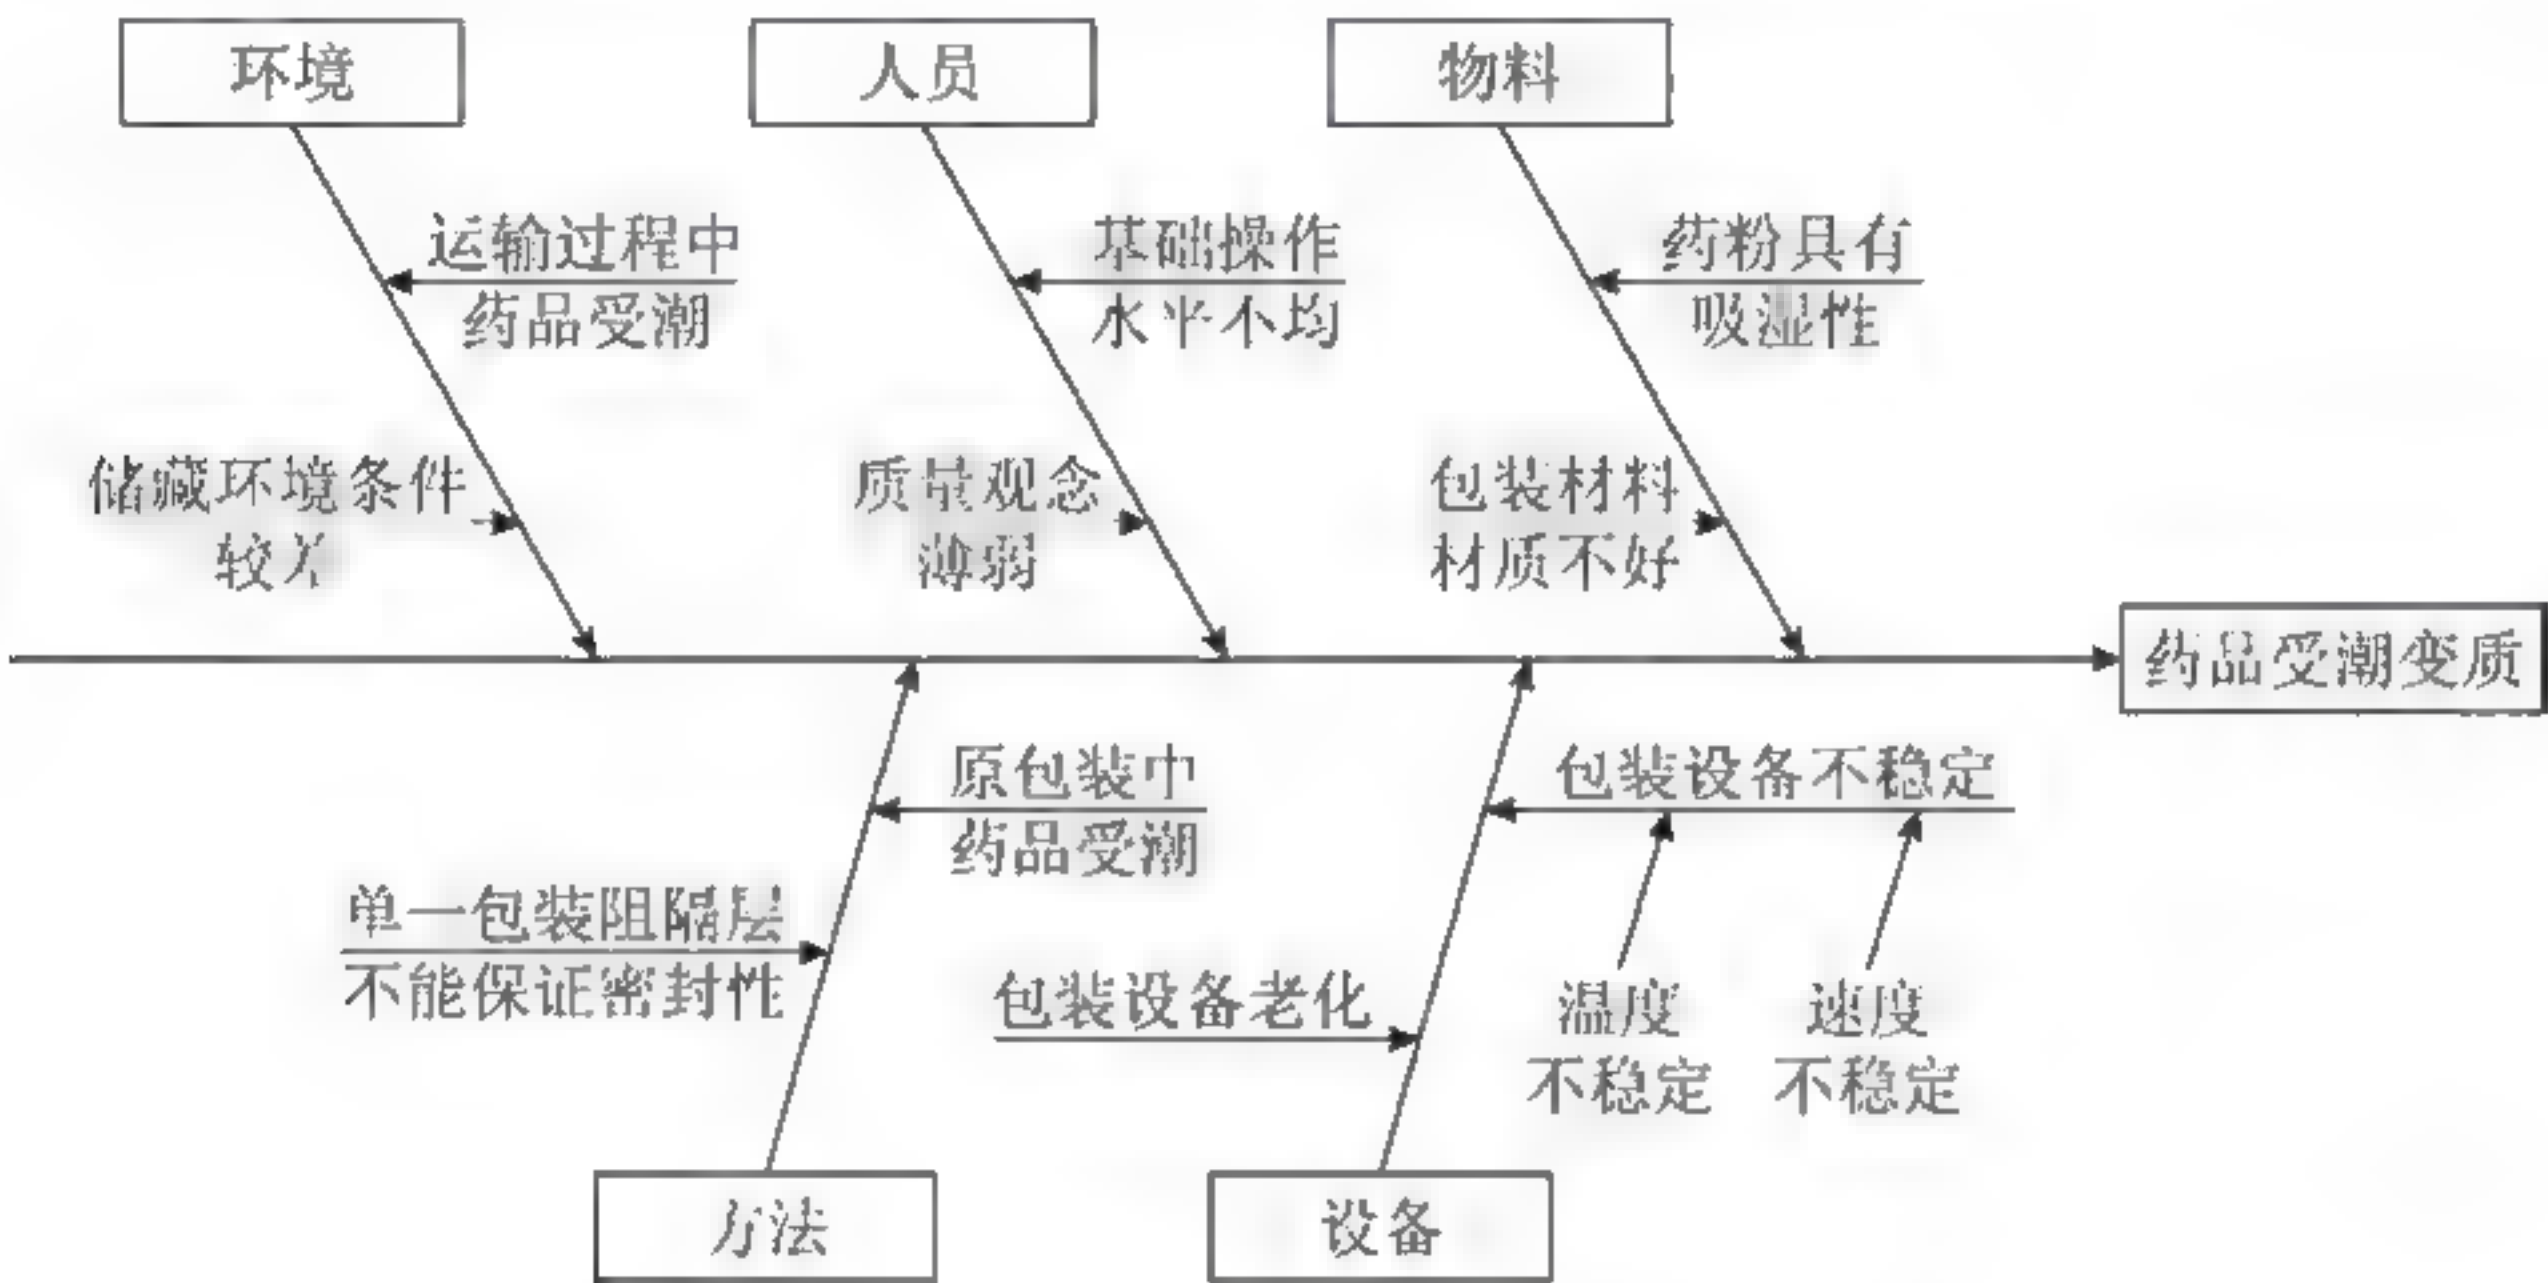 环境
人员
物料
运输过程中
药品受潮
基础操作
水平不均
药粉具有
吸湿性
储藏环境条件
较差
质量观念
薄弱
包装材料
材质不好
药品受潮变质
原包装中
药品受潮
包装设备不稳定
单一包装阻隔层
不能保证密封性
包装设备老化
温度
不稳定
速度
不稳定
方法
设备